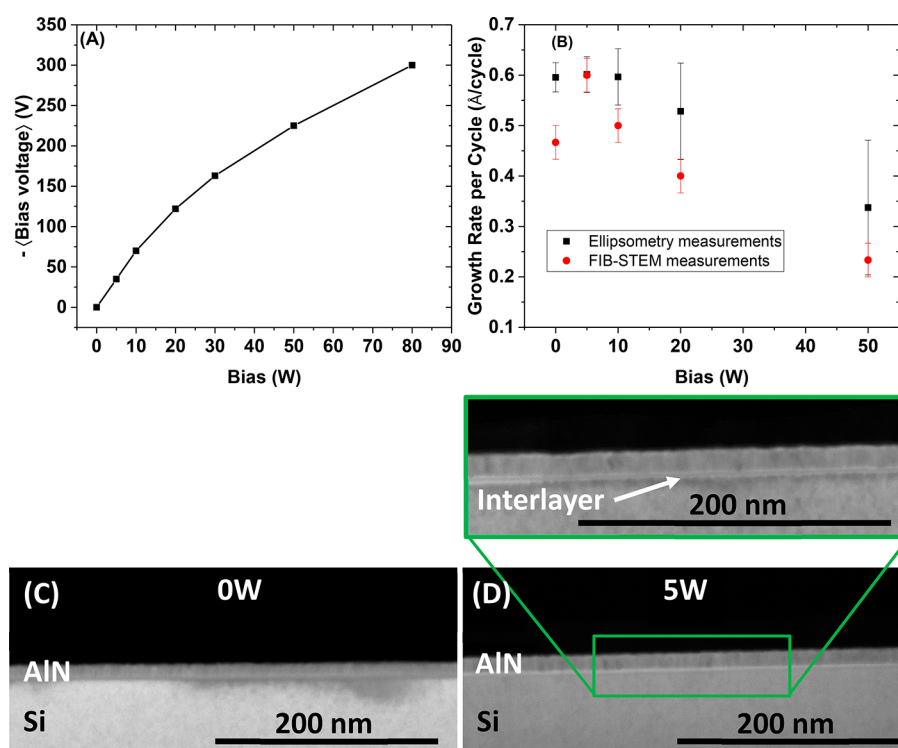 (A)
300
250
200
150
100
50
0
- ⟨Bias voltage⟩ (V)
0 10 20 30 40 50 60 70 80 90
Bias (W)
(B)
0.7
0.6
0.5
0.4
0.3
0.2
0.1
Growth Rate per Cycle (Å/cycle)
Ellipsometry measurements
FIB-STEM measurements
0 10 20 30 40 50
Bias (W)
Interlayer
200 nm
(C)
0W
AlN
Si
200 nm
(D)
5W
AlN
200 nm